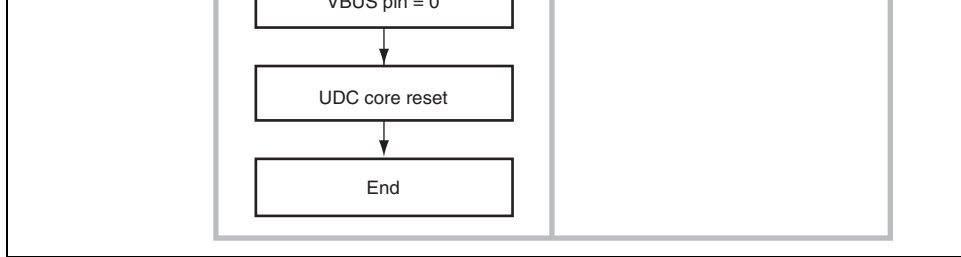 VBUS pin = 0
UDC core reset
End